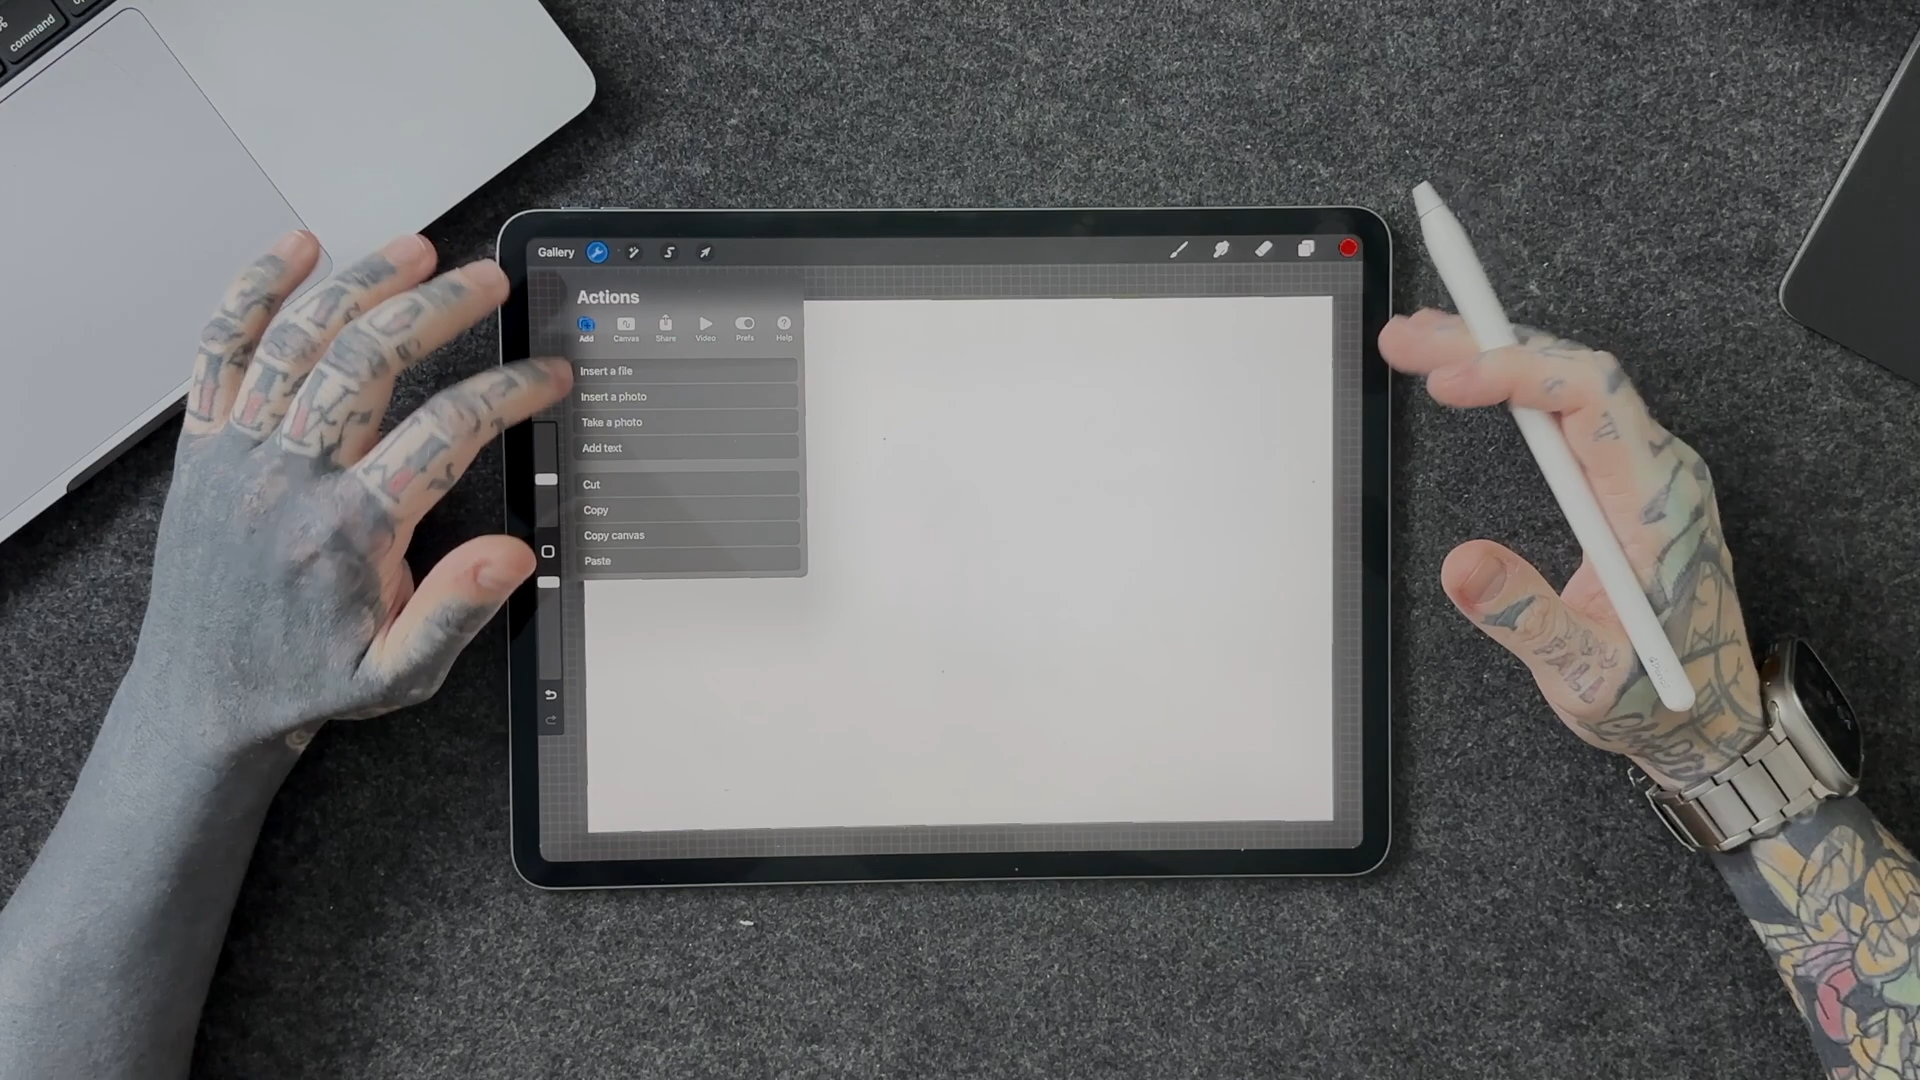 command
Gallery
Actions
Add Canvas Share Video Prefs Help
Insert a file
Insert a photo
Take a photo
Add text
Cut
Copy
Copy canvas
Paste